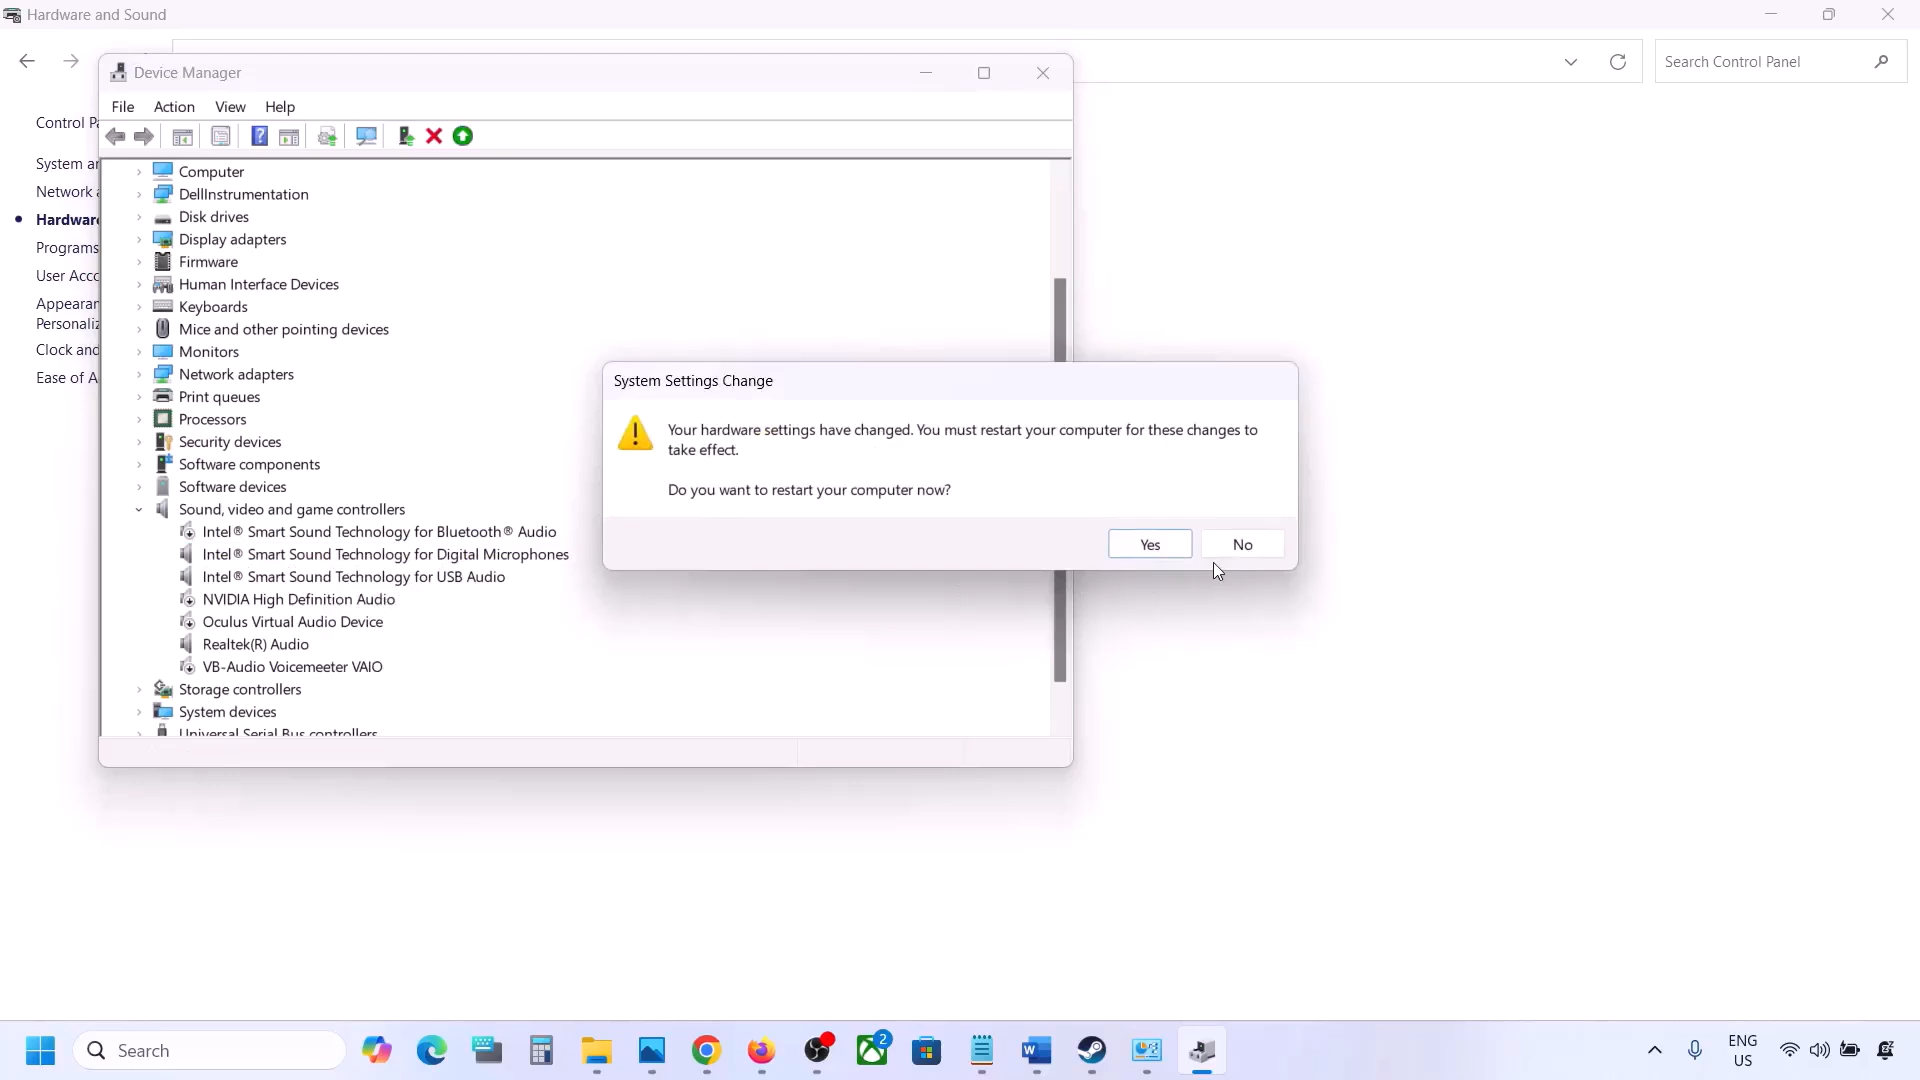 Hardware and Sound
Search Control Panel
Device Manager
File Action View Help
Control Pa
System an
Network a
Hardware
Programs
User Acco
Appearan
Personaliz
Clock and
Ease of A
Computer
DellInstrumentation
Disk drives
Display adapters
Firmware
Human Interface Devices
Keyboards
Mice and other pointing devices
Monitors
Network adapters
Print queues
Processors
Security devices
Software components
Software devices
Sound, video and game controllers
Intel® Smart Sound Technology for Bluetooth® Audio
Intel® Smart Sound Technology for Digital Microphones
Intel® Smart Sound Technology for USB Audio
NVIDIA High Definition Audio
Oculus Virtual Audio Device
Realtek(R) Audio
VB-Audio Voicemeeter VAIO
Storage controllers
System devices
Universal Serial Bus controllers
System Settings Change
Your hardware settings have changed. You must restart your computer for these changes to
take effect.
Do you want to restart your computer now?
Yes No
Search
2
ENG
US